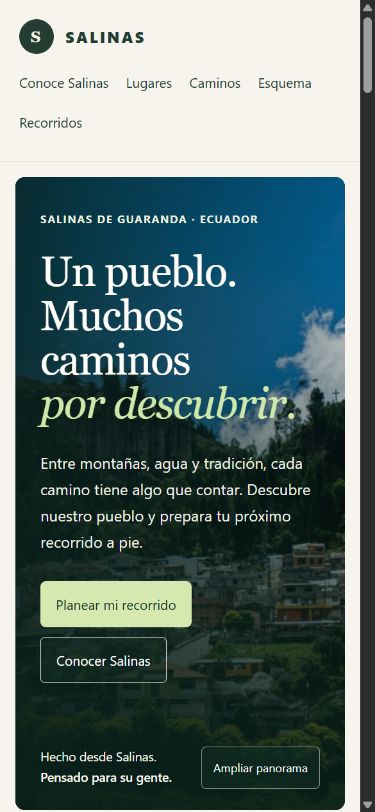 S SALINAS
Conoce Salinas Lugares Caminos Esquema
Recorridos
SALINAS DE GUARANDA · ECUADOR
Un pueblo.
Muchos
caminos
por descubrir.
Entre montañas, agua y tradición, cada
camino tiene algo que contar. Descubre
nuestro pueblo y prepara tu próximo
recorrido a pie.
Planear mi recorrido
Conocer Salinas
Hecho desde Salinas.
Pensado para su gente.
Ampliar panorama